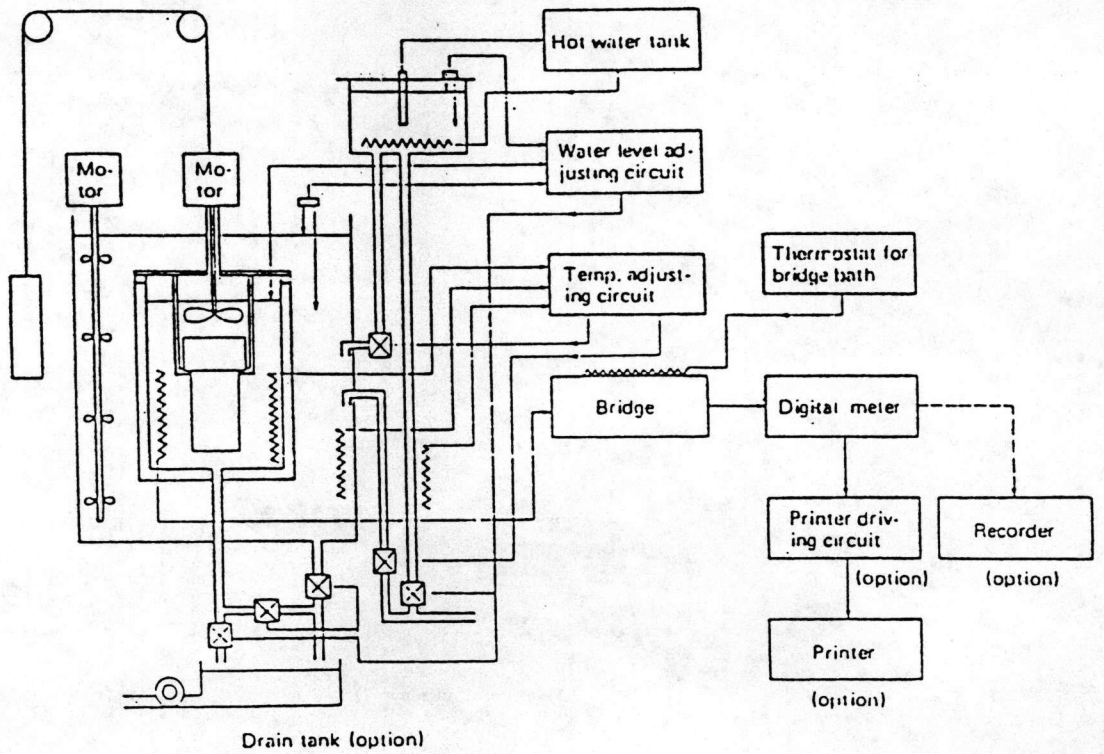 Hot water tank
Water level ad-
justing circuit
Mo-
tor
Mo-
tor
Temp. adjust-
ing circuit
Thermostat for
bridge bath
Bridge
Digital meter
Printer driv-
ing circuit
(option)
Recorder
(option)
Printer
(option)
Drain tank (option)